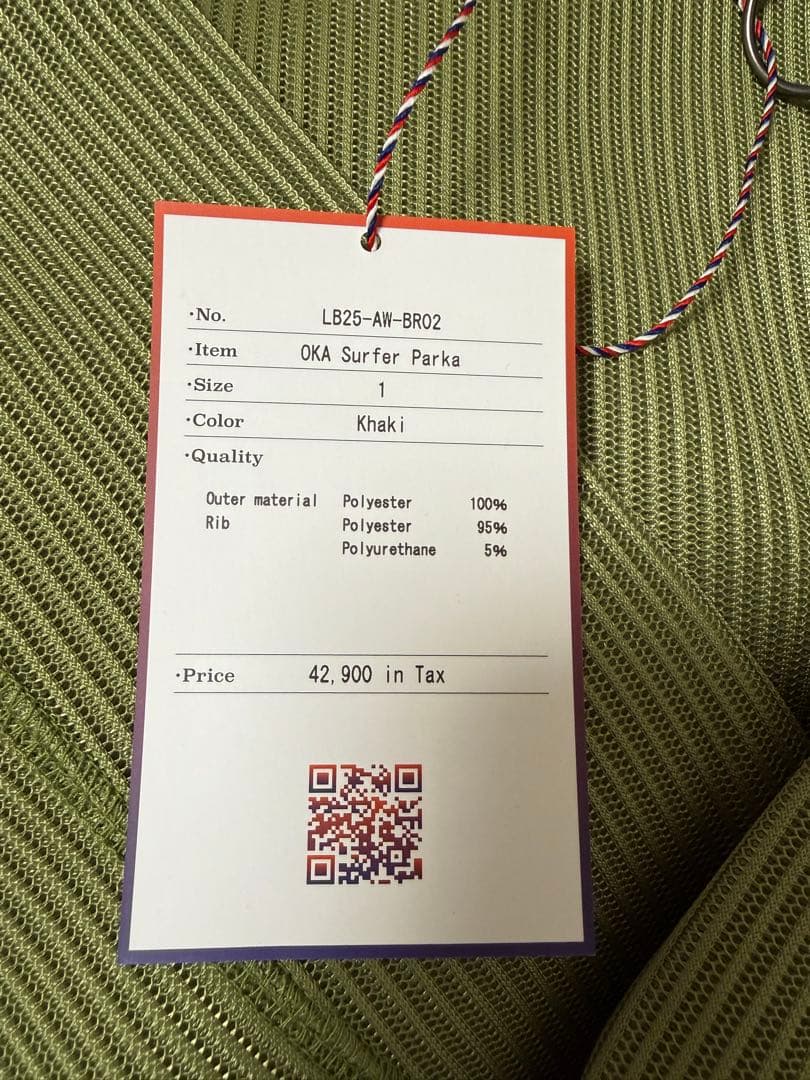 ·No. LB25-AW-BR02
·Item OKA Surfer Parka
·Size 1
·Color Khaki
·Quality
Outer material Polyester 100%
Rib Polyester 95%
Polyurethane 5%
·Price 42,900 in Tax